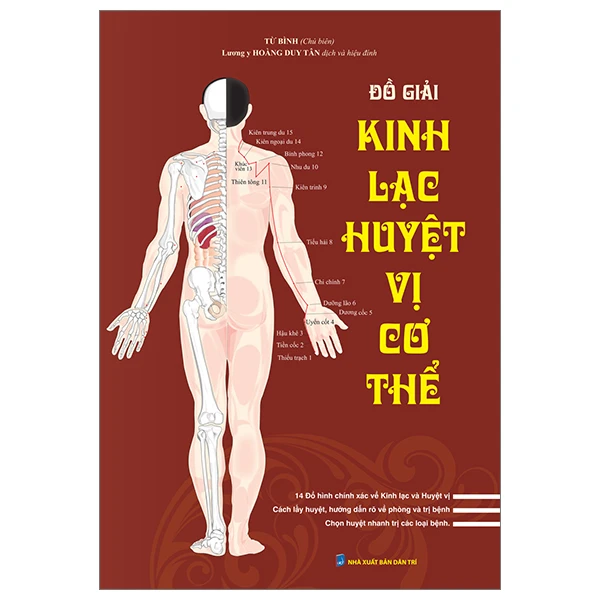 TỪ BÌNH (Chủ biên)
Lương y HOÀNG DUY TÂN dịch và hiệu đính
ĐỒ GIẢI
KINH
LẠC
HUYỆT
VỊ
CƠ
THỂ
Kiên trung du 15
Kiên ngoại du 14
Bỉnh phong 12
Khúc
viên 13
Nhu du 10
Thiên tông 11
Kiên trinh 9
Tiểu hải 8
Chi chính 7
Dưỡng lão 6
Dương cốc 5
Uyển cốt 4
Hậu khê 3
Tiền cốc 2
Thiếu trạch 1
14 Đồ hình chính xác về Kinh lạc và Huyệt vị
Cách lấy huyệt, hướng dẫn rõ về phòng và trị bệnh
Chọn huyệt nhanh trị các loại bệnh.
NHÀ XUẤT BẢN DÂN TRÍ